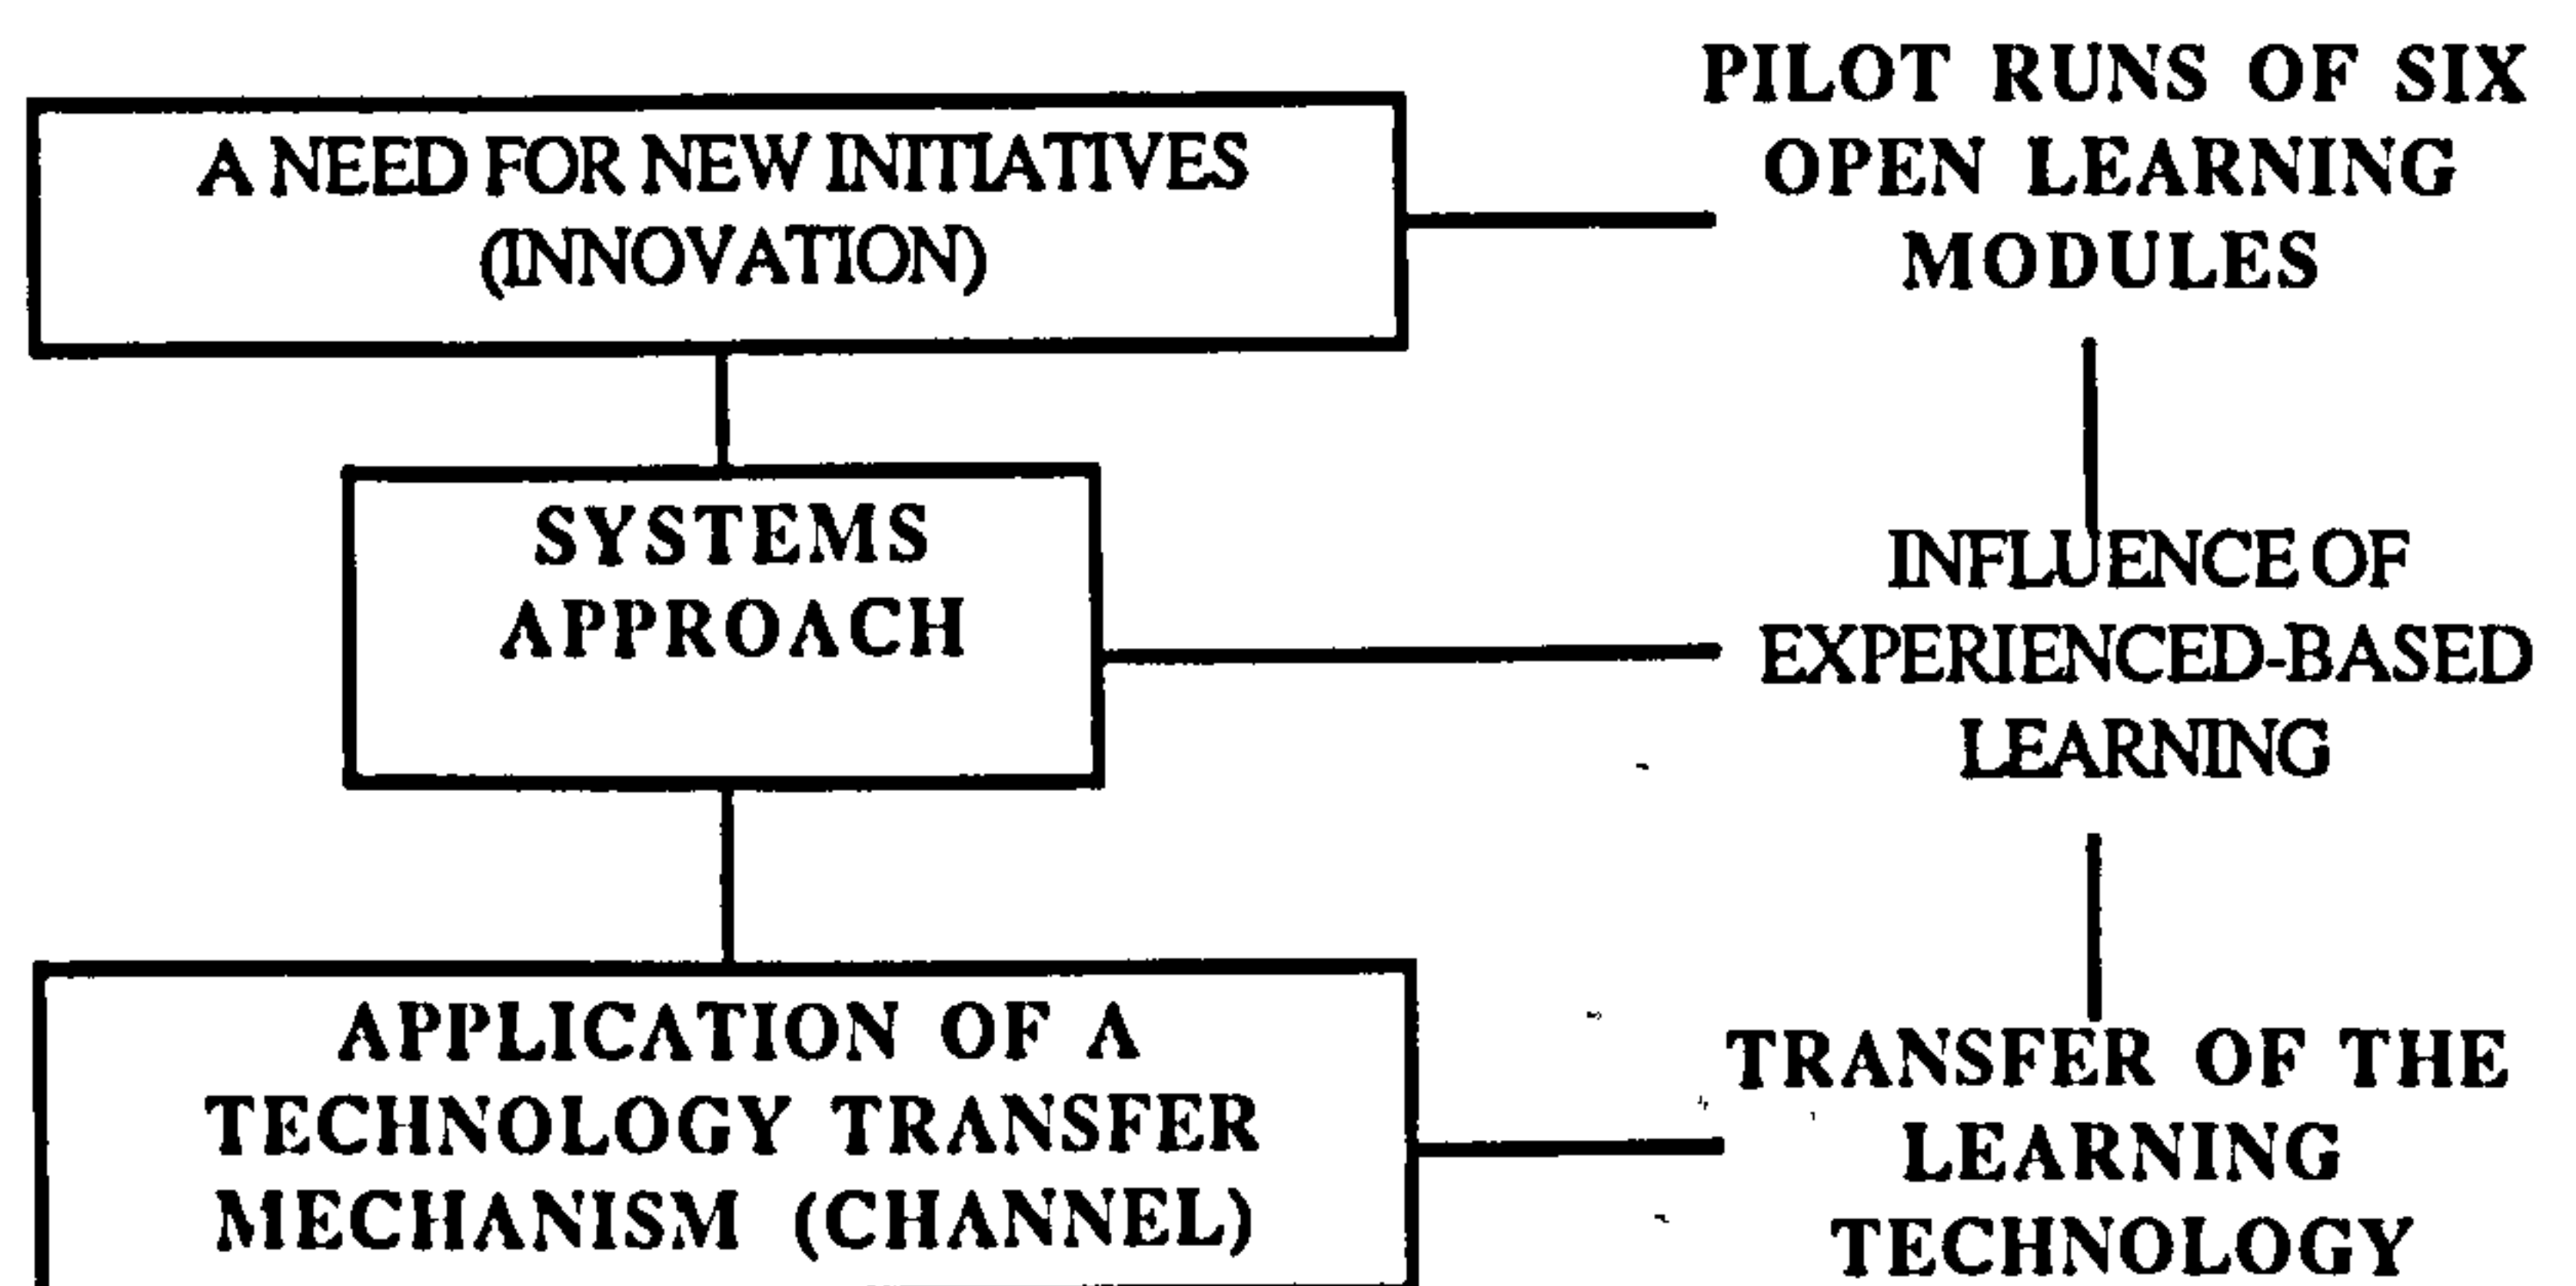 A NEED FOR NEW INITIATIVES
(INNOVATION)
PILOT RUNS OF SIX
OPEN LEARNING
MODULES
SYSTEMS
APPROACH
INFLUENCE OF
EXPERIENCED-BASED
LEARNING
APPLICATION OF A
TECHNOLOGY TRANSFER
MECHANISM (CHANNEL)
TRANSFER OF THE
LEARNING
TECHNOLOGY